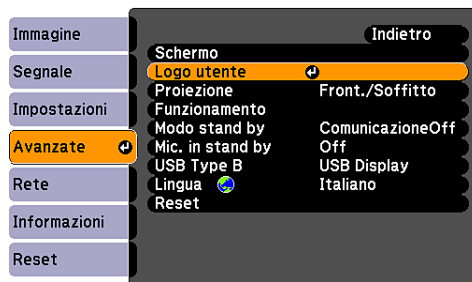 Immagine
Segnale
Impostazioni
Avanzate
Rete
Informazioni
Reset
Indietro
Schermo
Logo utente
Proiezione Front./Soffitto
Funzionamento
Modo stand by ComunicazioneOff
Mic. in stand by Off
USB Type B USB Display
Lingua Italiano
Reset